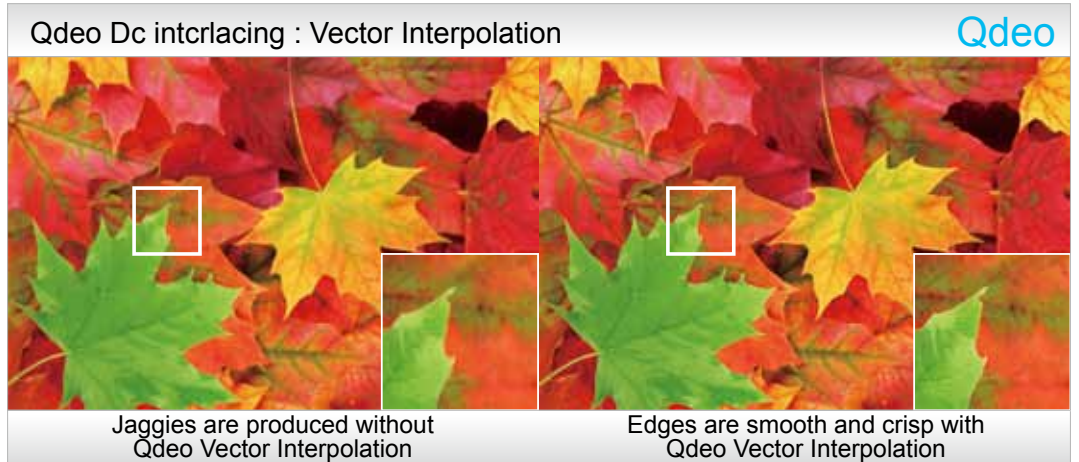 Qdeo Dc intcrlacing : Vector Interpolation
Qdeo
Jaggies are produced without
Qdeo Vector Interpolation
Edges are smooth and crisp with
Qdeo Vector Interpolation